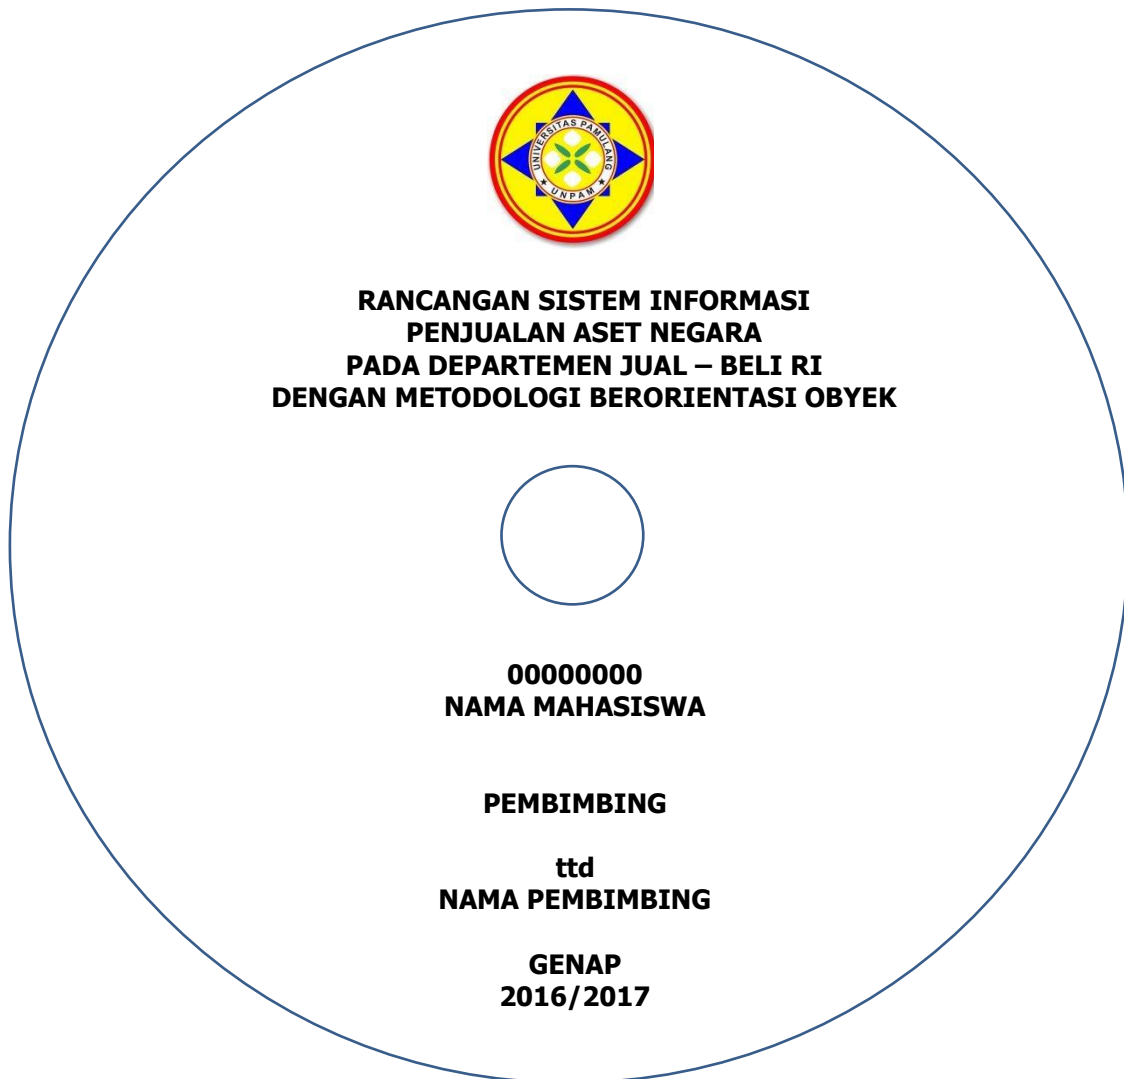 UNIVERSITAS PAMULANG
★ UNPAM ★
RANCANGAN SISTEM INFORMASI
PENJUALAN ASET NEGARA
PADA DEPARTEMEN JUAL – BELI RI
DENGAN METODOLOGI BERORIENTASI OBYEK
00000000
NAMA MAHASISWA
PEMBIMBING
ttd
NAMA PEMBIMBING
GENAP
2016/2017